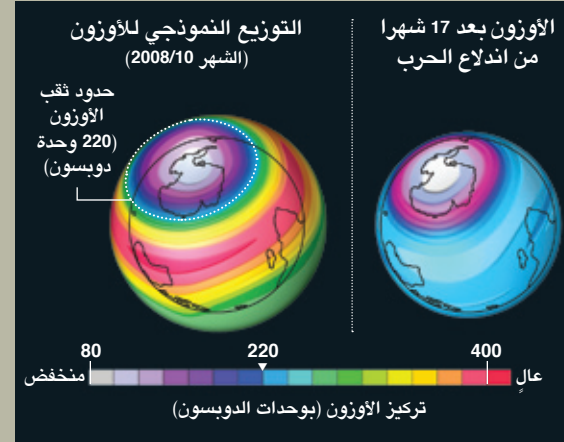 الأوزون بعد 17 شهرا
من اندلاع الحرب
التوزيع النموذجي للأوزون
(الشهر 2008/10)
حدود ثقب
الأوزون
(220 وحدة
دوبسون)
80
220
400
منخفض
عالٍ
تركيز الأوزون (بوحدات الدوبسون)